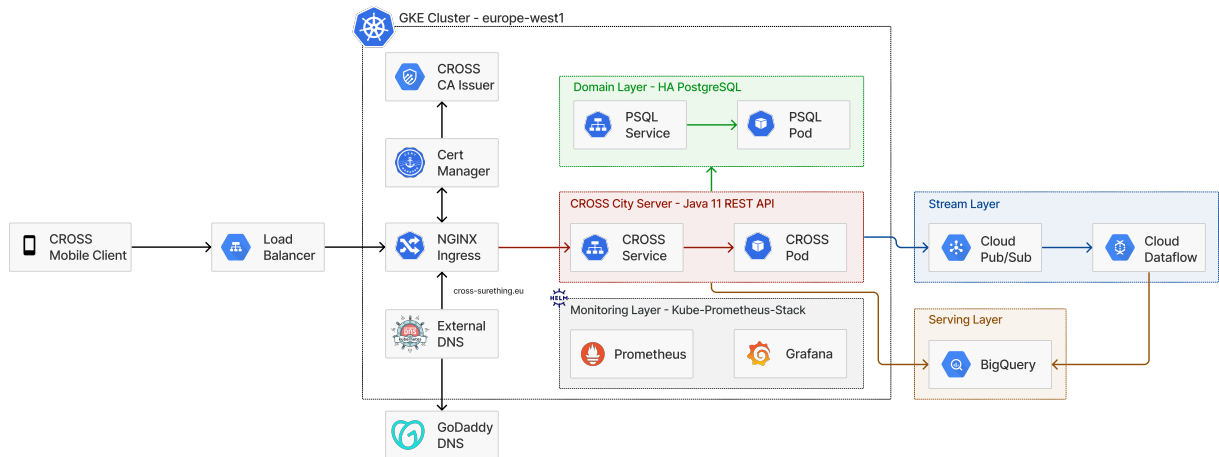 GKE Cluster - europe-west1
CROSS
CA Issuer
Domain Layer - HA PostgreSQL
PSQL
Service
PSQL
Pod
Cert
Manager
CROSS City Server - Java 11 REST API
Stream Layer
CROSS
Mobile Client
Load
Balancer
NGINX
Ingress
CROSS
Service
CROSS
Pod
Cloud
Pub/Sub
Cloud
Dataflow
cross-surething.eu
HELM
Monitoring Layer - Kube-Prometheus-Stack
Serving Layer
External
DNS
DNS
kubernetes
Prometheus
Grafana
BigQuery
GoDaddy
DNS